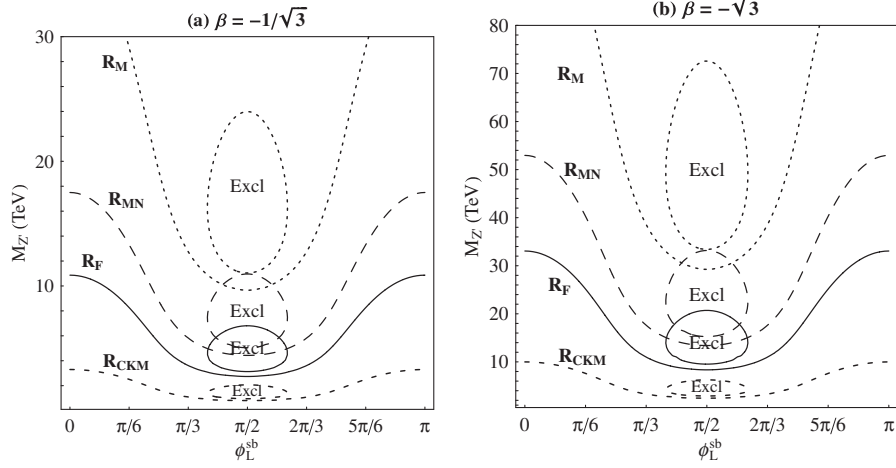 (a) β = −1/√3
30
20
10
M_Z′ (TeV)
R_M
R_MN
R_F
R_CKM
Excl
Excl
Excl
Excl
0
π/6
π/3
π/2
2π/3
5π/6
π
ϕ_L^sb
(b) β = −√3
80
70
60
50
40
30
20
10
M_Z′ (TeV)
R_M
R_MN
R_F
R_CKM
Excl
Excl
Excl
Excl
0
π/6
π/3
π/2
2π/3
5π/6
π
ϕ_L^sb